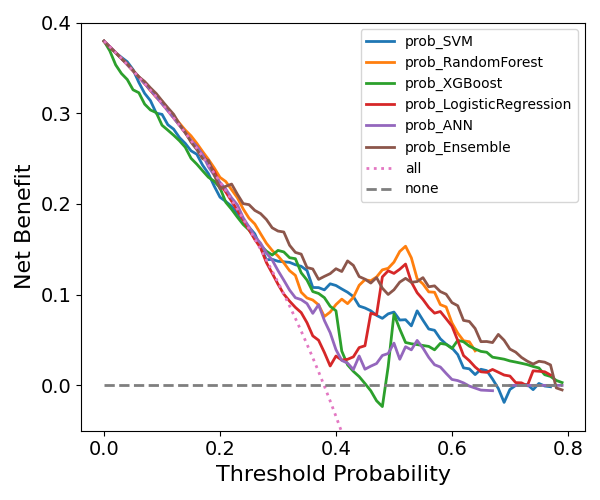 0.4
0.3
0.2
0.1
0.0
Net Benefit
prob_SVM
prob_RandomForest
prob_XGBoost
prob_LogisticRegression
prob_ANN
prob_Ensemble
all
none
0.0 0.2 0.4 0.6 0.8
Threshold Probability